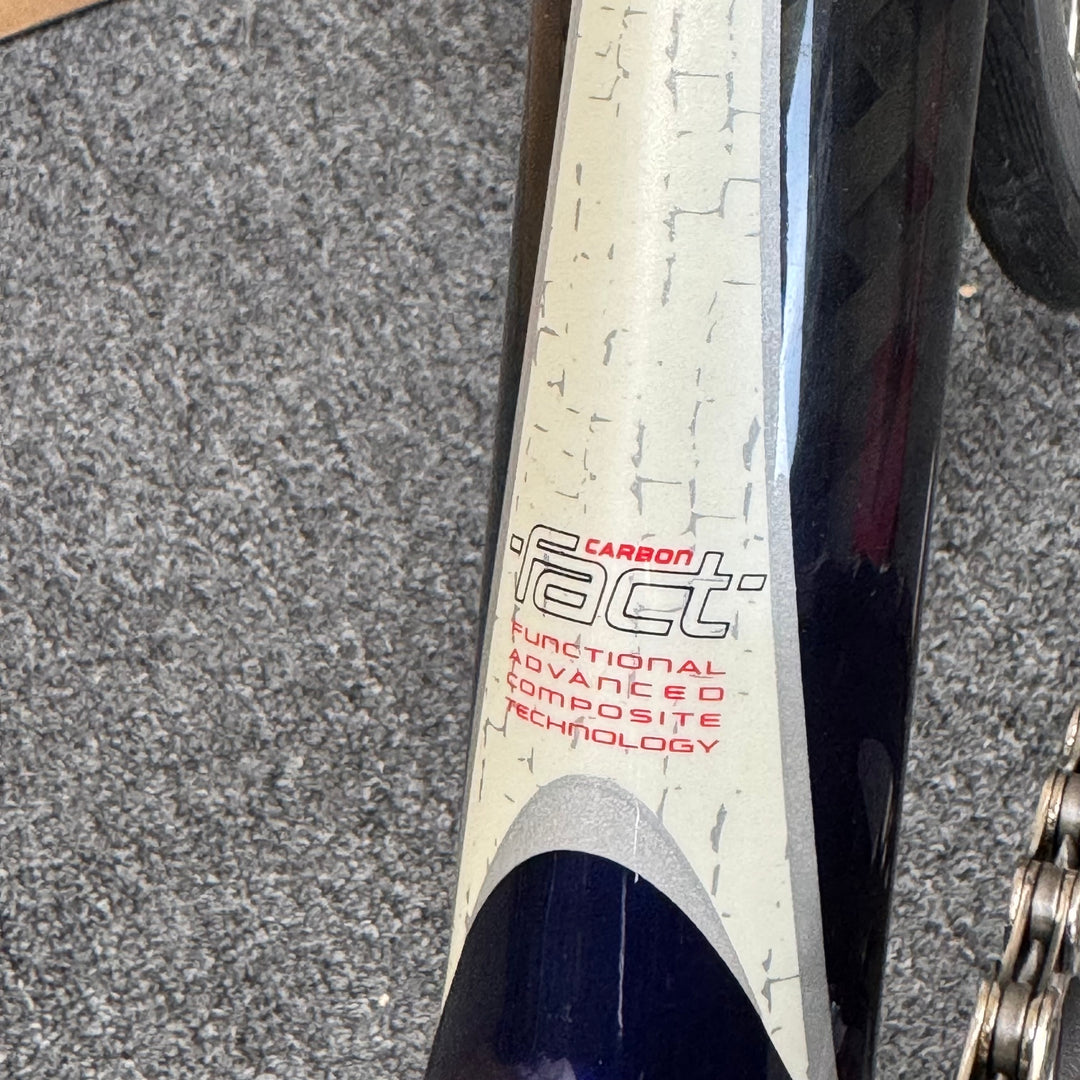 CARBON
fact
FUNCTIONAL
ADVANCED
COMPOSITE
TECHNOLOGY